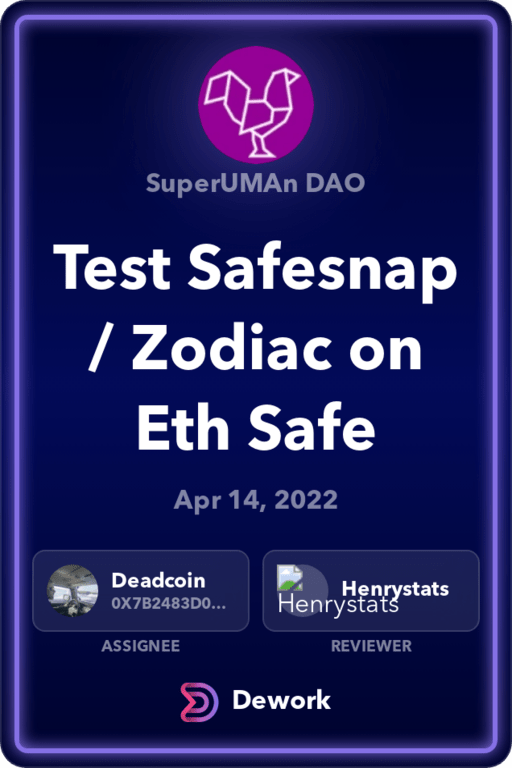 SuperUMAn DAO
Test Safesnap
/ Zodiac on
Eth Safe
Apr 14, 2022
Deadcoin
0X7B2483D0...
Henrystats
Henrystats
ASSIGNEE
REVIEWER
Dework